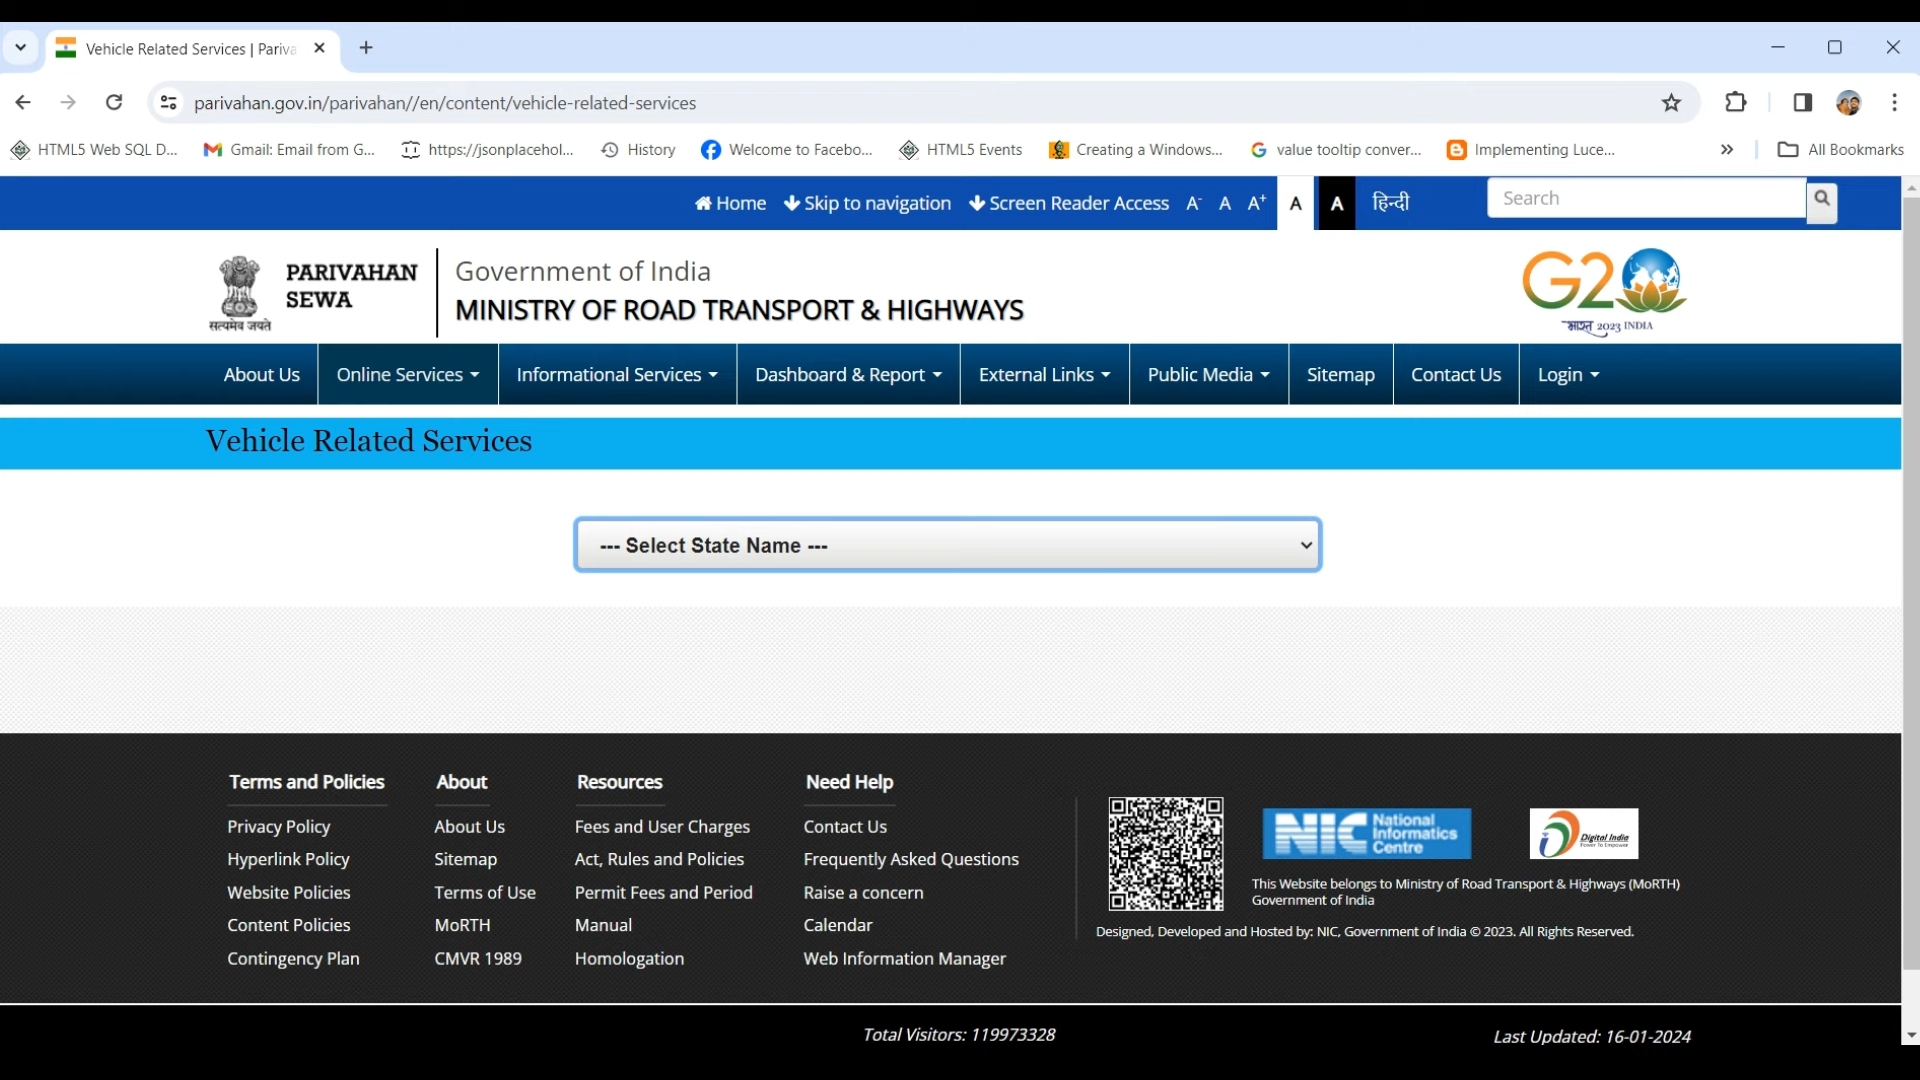 Vehicle Related Services | Pariva
parivahan.gov.in/parivahan//en/content/vehicle-related-services
HTML5 Web SQL D...
Gmail: Email from G...
https://jsonplacehol...
History
Welcome to Facebo...
HTML5 Events
Creating a Windows...
value tooltip conver...
Implementing Luce...
All Bookmarks
Home
Skip to navigation
Screen Reader Access
A-
A
A+
A
A
हिन्दी
Search
PARIVAHAN
SEWA
सत्यमेव जयते
Government of India
MINISTRY OF ROAD TRANSPORT & HIGHWAYS
G2
भारत 2023 INDIA
About Us
Online Services
Informational Services
Dashboard & Report
External Links
Public Media
Sitemap
Contact Us
Login
Vehicle Related Services
--- Select State Name ---
Terms and Policies
Privacy Policy
Hyperlink Policy
Website Policies
Content Policies
Contingency Plan
About
About Us
Sitemap
Terms of Use
MoRTH
CMVR 1989
Resources
Fees and User Charges
Act, Rules and Policies
Permit Fees and Period
Manual
Homologation
Need Help
Contact Us
Frequently Asked Questions
Raise a concern
Calendar
Web Information Manager
NIC
National
Informatics
Centre
Digital India
Power To Empower
This Website belongs to Ministry of Road Transport & Highways (MoRTH)
Government of India
Designed, Developed and Hosted by: NIC, Government of India © 2023. All Rights Reserved.
Total Visitors: 119973328
Last Updated: 16-01-2024